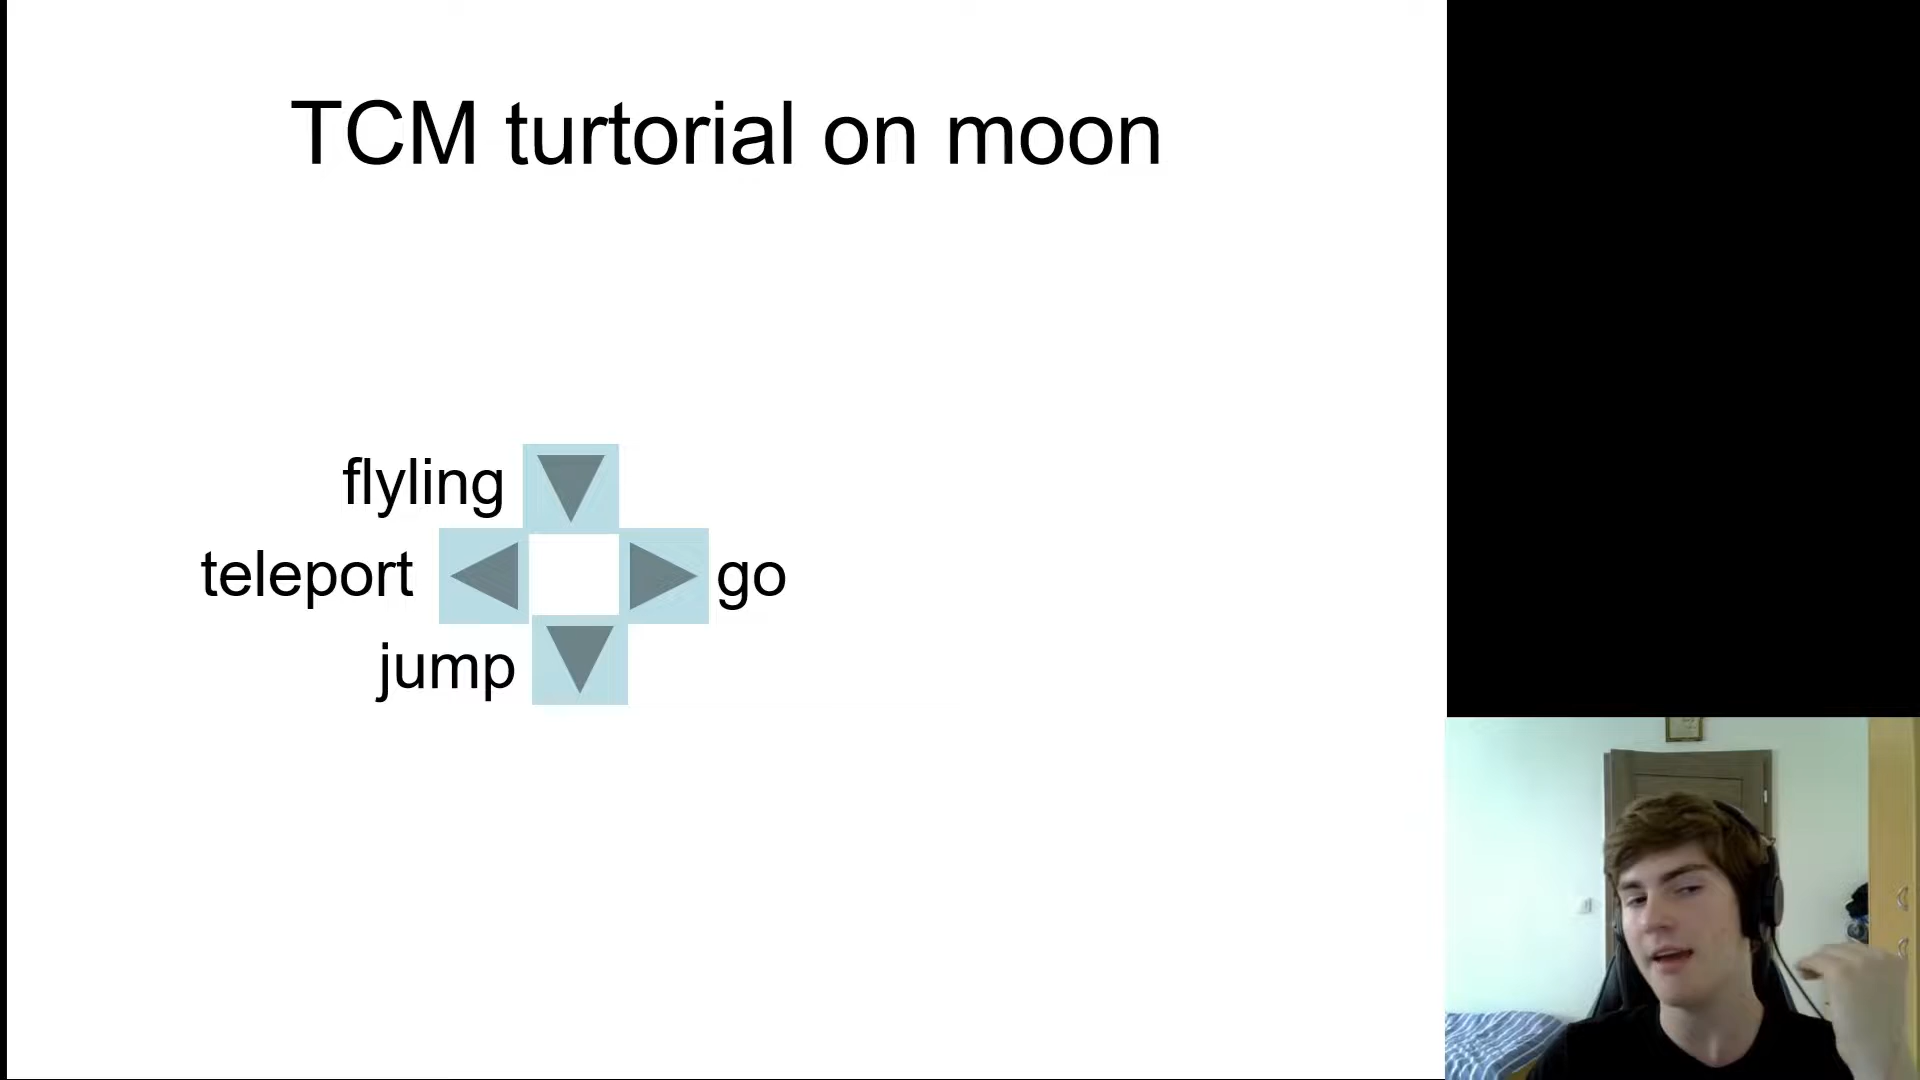 TCM turtorial on moon
flyling
teleport
go
jump